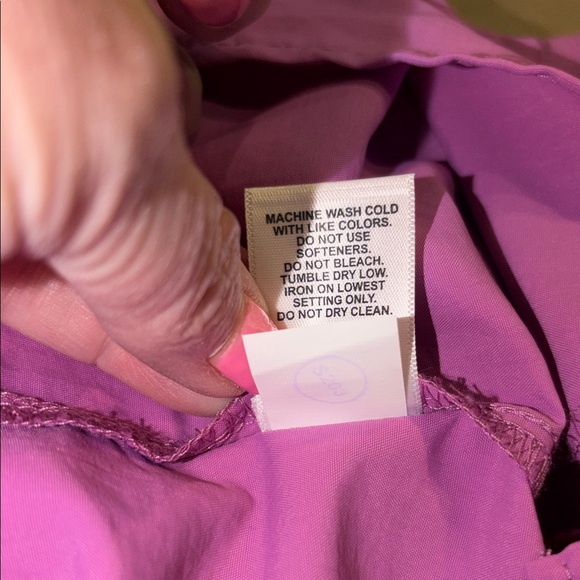 MACHINE WASH COLD
WITH LIKE COLORS.
DO NOT USE
SOFTENERS.
DO NOT BLEACH.
TUMBLE DRY LOW.
IRON ON LOWEST
SETTING ONLY.
DO NOT DRY CLEAN.